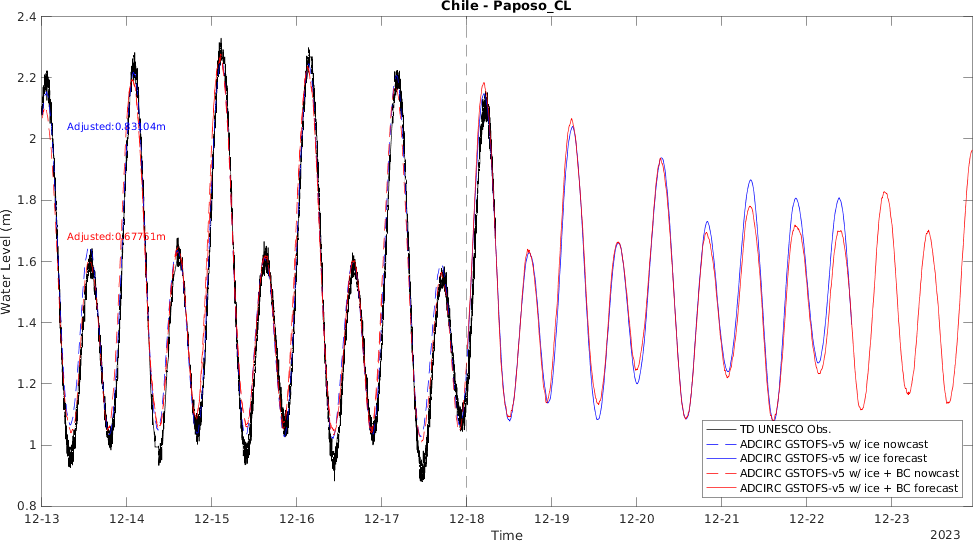 Chile - Paposo_CL
2.4
2.2
2
1.8
1.6
1.4
1.2
1
0.8
Water Level (m)
Adjusted:0.83104m
Adjusted:0.67761m
TD UNESCO Obs.
ADCIRC GSTOFS-v5 w/ ice nowcast
ADCIRC GSTOFS-v5 w/ ice forecast
ADCIRC GSTOFS-v5 w/ ice + BC nowcast
ADCIRC GSTOFS-v5 w/ ice + BC forecast
12-13 12-14 12-15 12-16 12-17 12-18 12-19 12-20 12-21 12-22 12-23
Time
2023